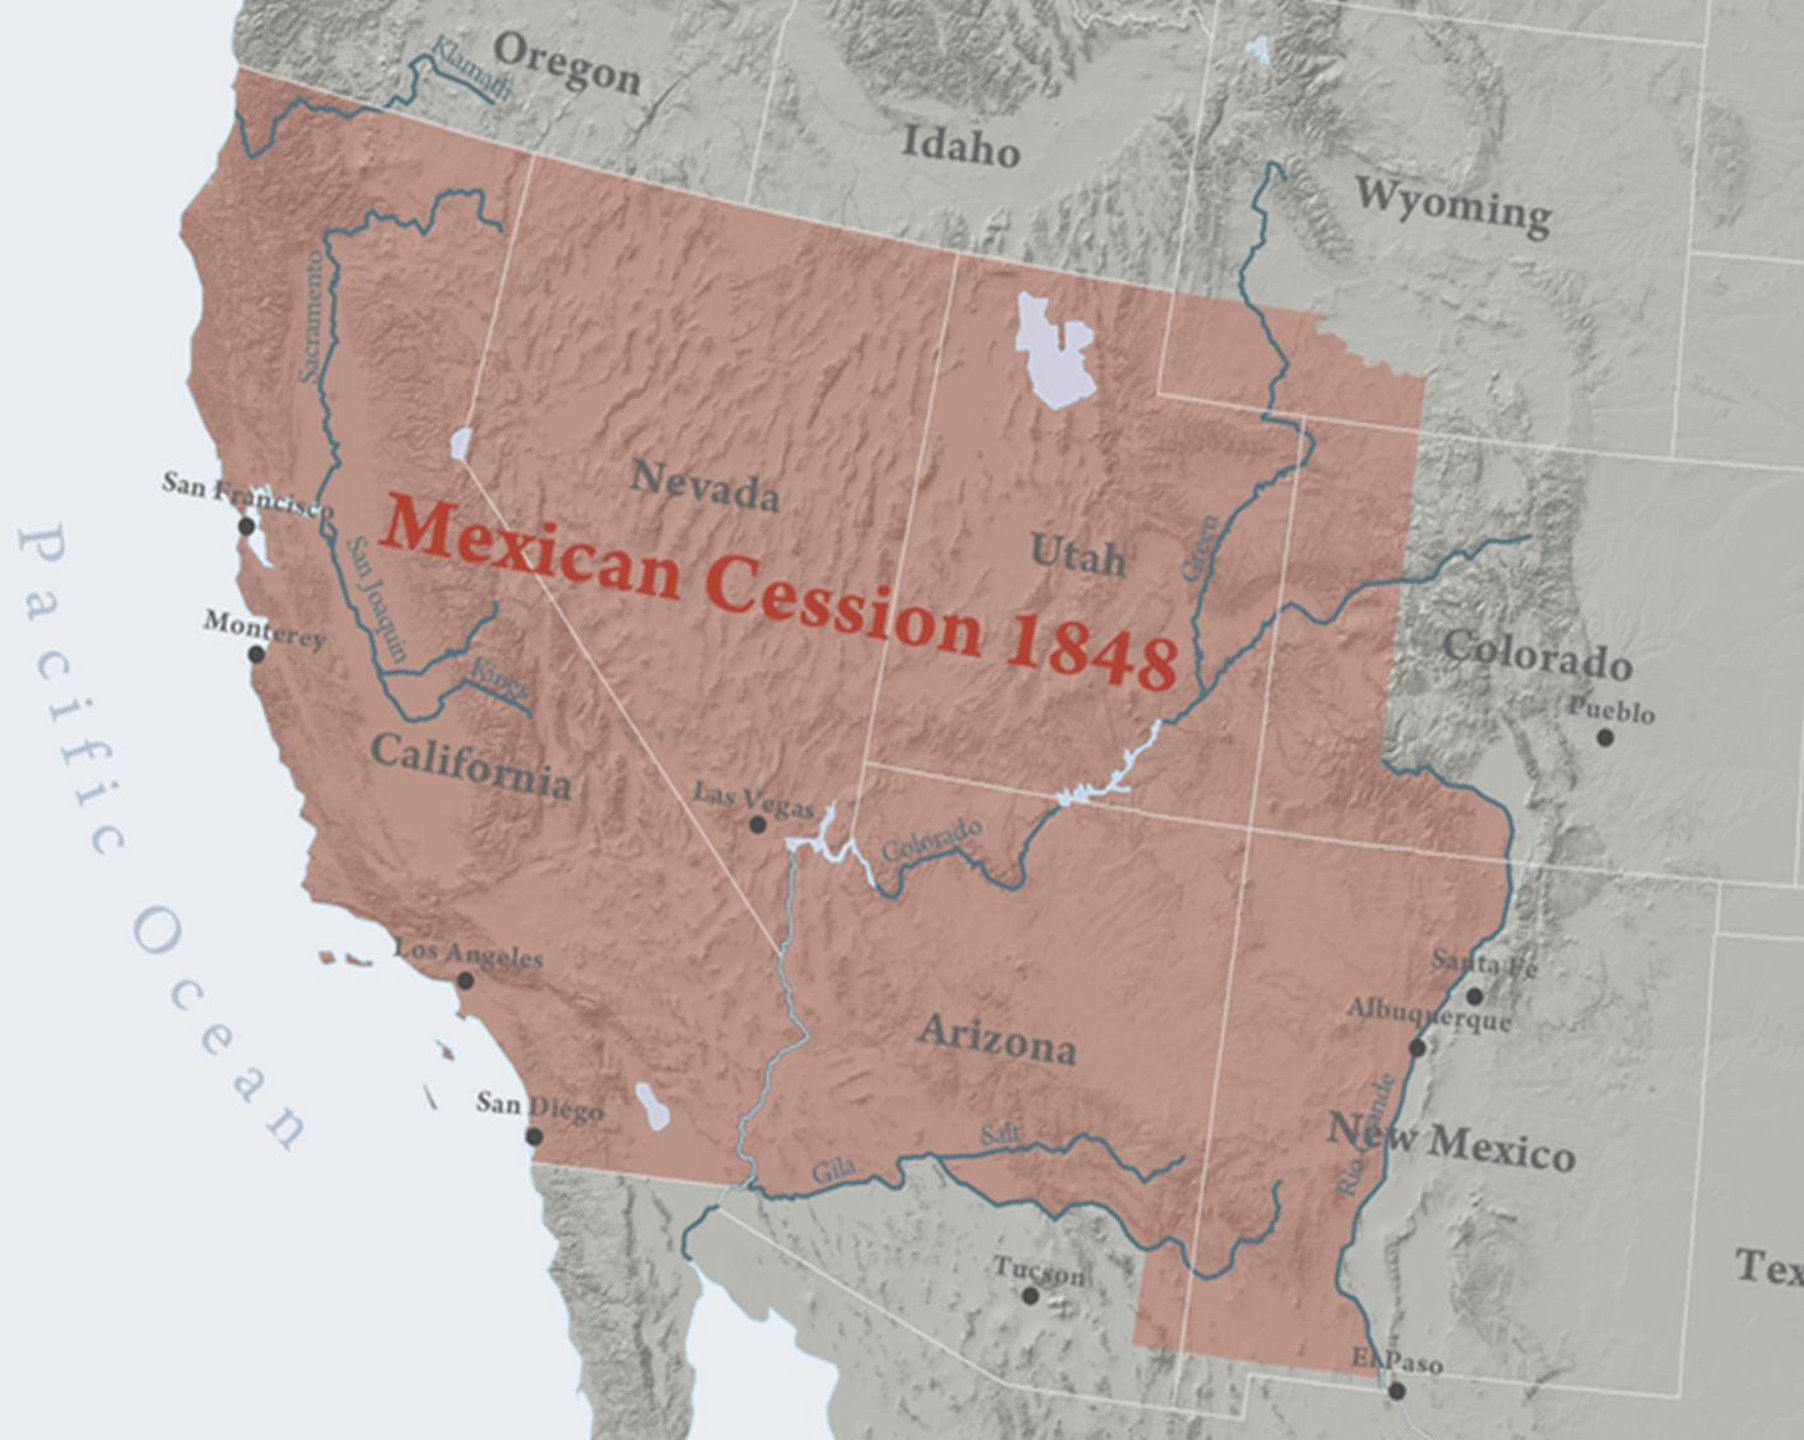 Klamath
Oregon
Idaho
Wyoming
Sacramento
San Francisco
Nevada
Mexican Cession 1848
Utah
Green
San Joaquin
Monterey
Kings
Colorado
Pueblo
California
Las Vegas
Colorado
Pacific Ocean
Los Angeles
Santa Fe
Albuquerque
Arizona
San Diego
Salt
Gila
Rio Grande
New Mexico
Tucson
Tex
El Paso